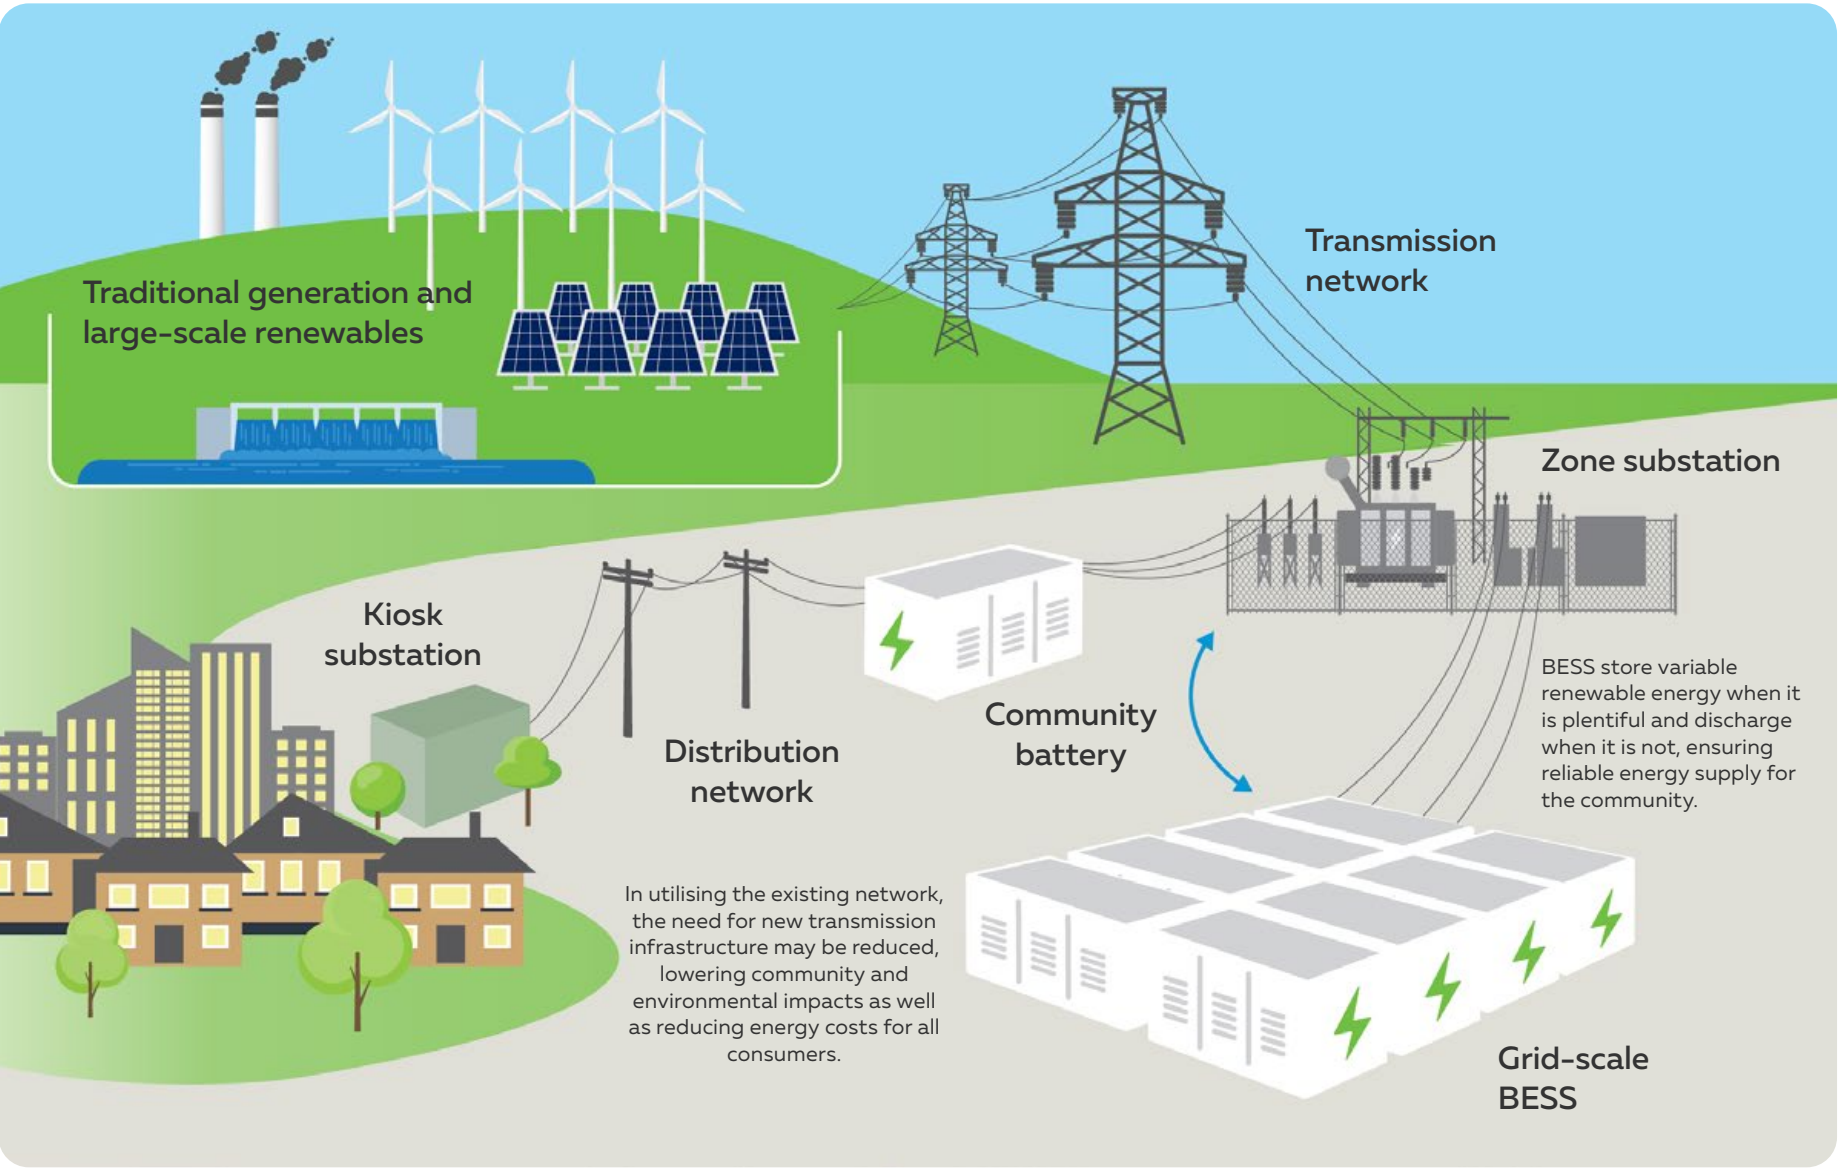 Traditional generation and
large-scale renewables
Transmission
network
Zone substation
Kiosk
substation
Distribution
network
Community
battery
BESS store variable
renewable energy when it
is plentiful and discharge
when it is not, ensuring
reliable energy supply for
the community.
In utilising the existing network,
the need for new transmission
infrastructure may be reduced,
lowering community and
environmental impacts as well
as reducing energy costs for all
consumers.
Grid-scale
BESS